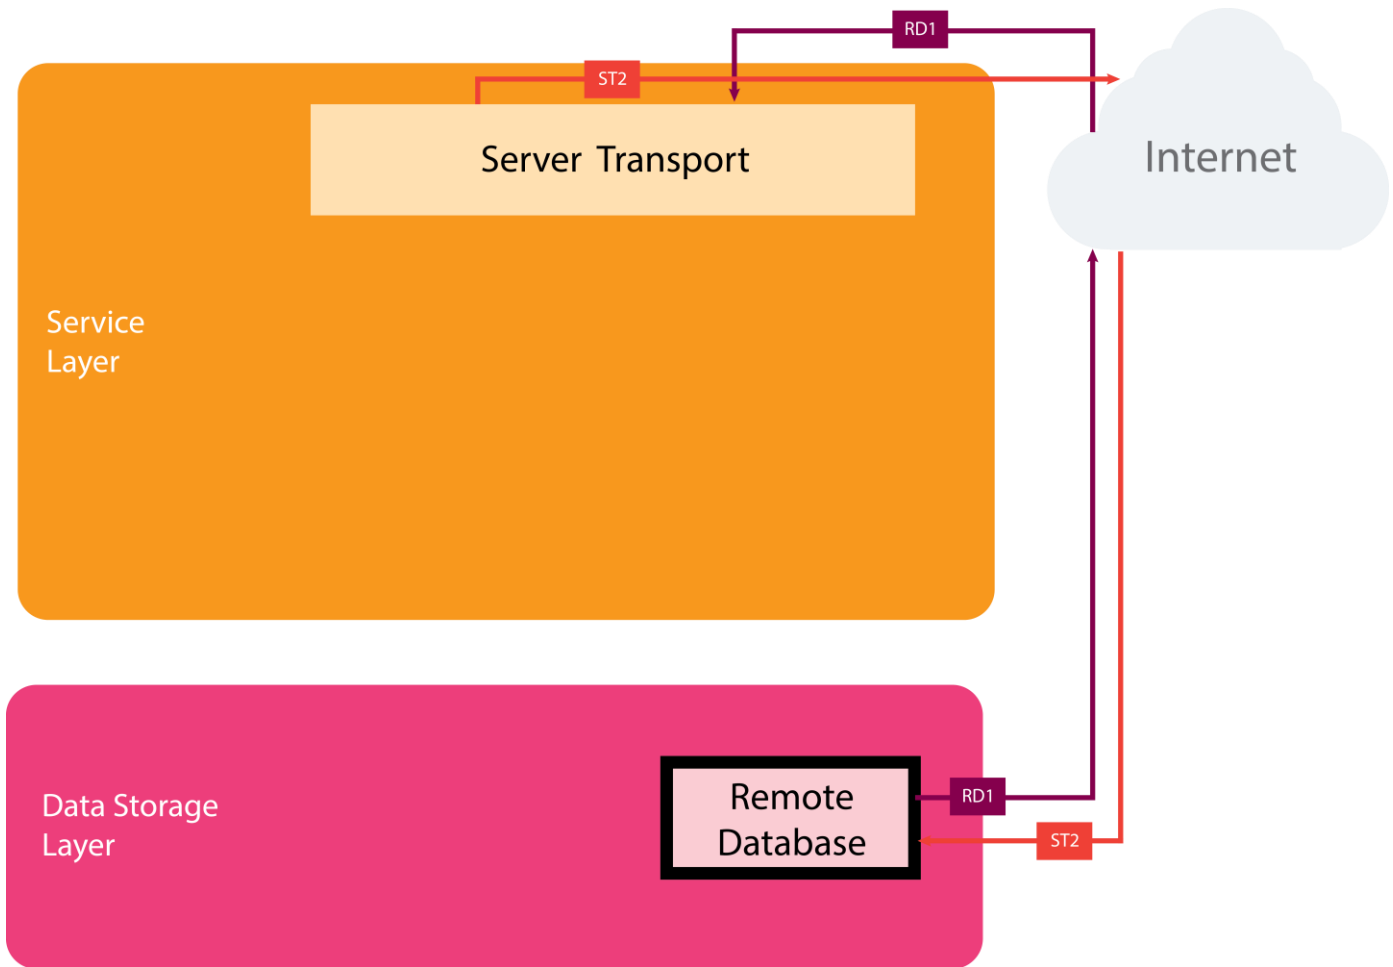 RD1
ST2
Server Transport
Internet
Service
Layer
Remote
Database
RD1
Data Storage
Layer
ST2